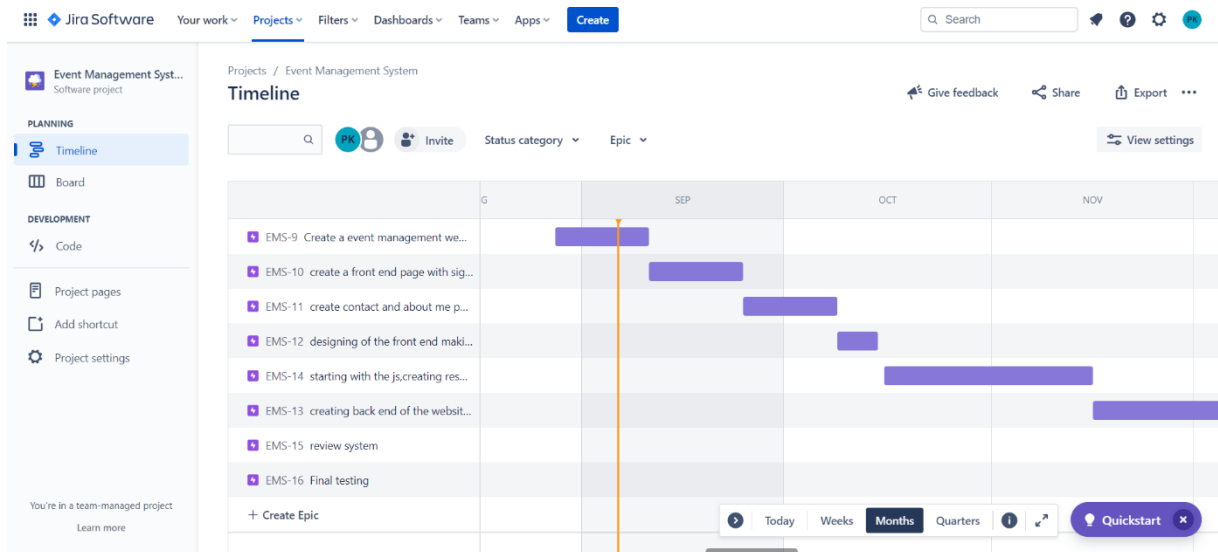 Jira Software Your work Projects Filters Dashboards Teams Apps Create Search PK
Event Management Syst...
Software project
PLANNING
Timeline
Board
DEVELOPMENT
Code
Project pages
Add shortcut
Project settings
You're in a team-managed project
Learn more
Projects / Event Management System
Timeline
Give feedback Share Export
PK Invite Status category Epic View settings
G SEP OCT NOV
EMS-9 Create a event management we...
EMS-10 create a front end page with sig...
EMS-11 create contact and about me p...
EMS-12 designing of the front end maki...
EMS-14 starting with the js,creating res...
EMS-13 creating back end of the websit...
EMS-15 review system
EMS-16 Final testing
+ Create Epic
Today Weeks Months Quarters
Quickstart